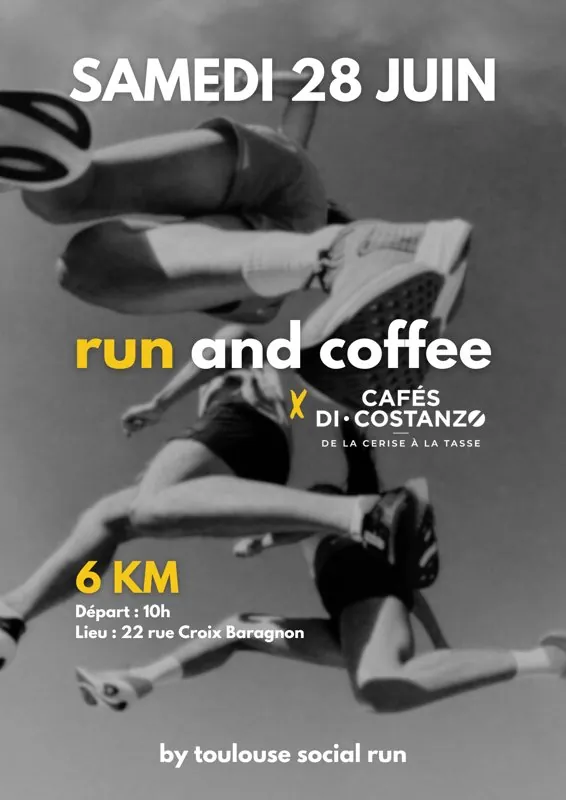 SAMEDI 28 JUIN
run and coffee
X CAFÉS
DI•COSTANZO
DE LA CERISE À LA TASSE
6 KM
Départ : 10h
Lieu : 22 rue Croix Baragnon
by toulouse social run